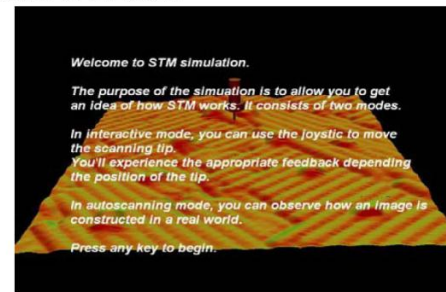 Welcome to STM simulation.
The purpose of the simuation is to allow you to get
an idea of how STM works. It consists of two modes.
In interactive mode, you can use the joystic to move
the scanning tip.
You'll experience the appropriate feedback depending
the position of the tip.
In autoscanning mode, you can observe how an image is
constructed in a real world.
Press any key to begin.